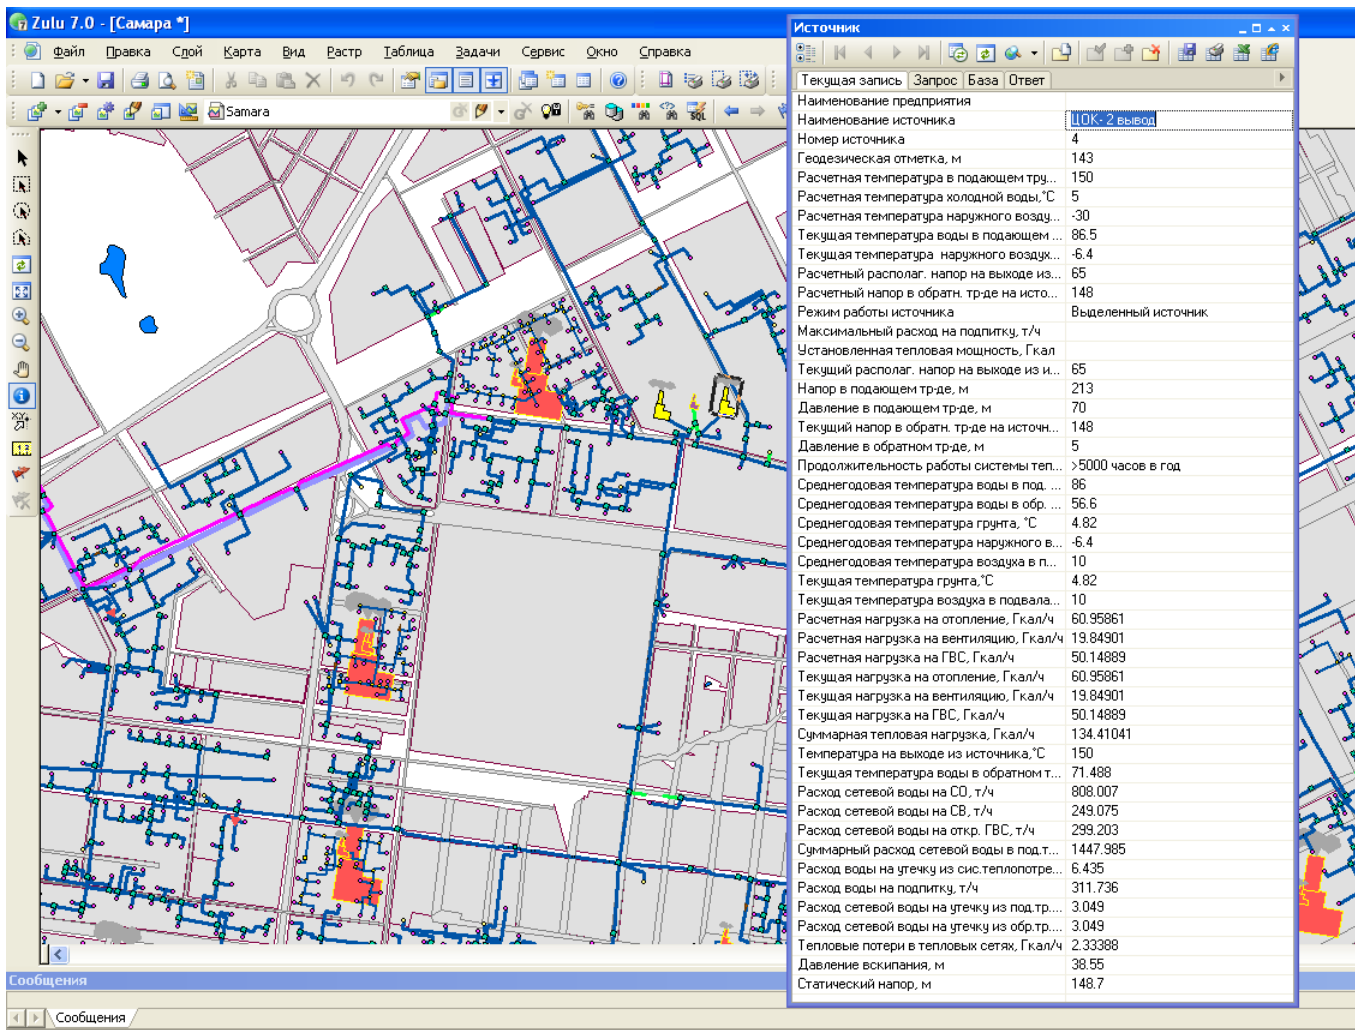 Zulu 7.0 - [Самара *]
Файл Правка Слой Карта Вид Растр Таблица Задачи Сервис Окно Справка
Samara
Источник
Текущая запись Запрос База Ответ
Наименование предприятия
Наименование источника ЦОК- 2 вывод
Номер источника 4
Геодезическая отметка, м 143
Расчетная температура в подающем тру... 150
Расчетная температура холодной воды,°C 5
Расчетная температура наружного возду... -30
Текущая температура воды в подающем ... 86.5
Текущая температура наружного воздух... -6.4
Расчетный располаг. напор на выходе из... 65
Расчетный напор в обратн. тр-де на исто... 148
Режим работы источника Выделенный источник
Максимальный расход на подпитку, т/ч
Установленная тепловая мощность, Гкал
Текущий располаг. напор на выходе из и... 65
Напор в подающем тр-де, м 213
Давление в подающем тр-де, м 70
Текущий напор в обратн. тр-де на источн... 148
Давление в обратном тр-де, м 5
Продолжительность работы системы теп... >5000 часов в год
Среднегодовая температура воды в под. ... 86
Среднегодовая температура воды в обр. ... 56.6
Среднегодовая температура грунта, °C 4.82
Среднегодовая температура наружного в... -6.4
Среднегодовая температура воздуха в п... 10
Текущая температура грунта,°C 4.82
Текущая температура воздуха в подвала... 10
Расчетная нагрузка на отопление, Гкал/ч 60.95861
Расчетная нагрузка на вентиляцию, Гкал/ч 19.84901
Расчетная нагрузка на ГВС, Гкал/ч 50.14889
Текущая нагрузка на отопление, Гкал/ч 60.95861
Текущая нагрузка на вентиляцию, Гкал/ч 19.84901
Текущая нагрузка на ГВС, Гкал/ч 50.14889
Суммарная тепловая нагрузка, Гкал/ч 134.41041
Температура на выходе из источника,°C 150
Текущая температура воды в обратном т... 71.488
Расход сетевой воды на СО, т/ч 808.007
Расход сетевой воды на СВ, т/ч 249.075
Расход сетевой воды на откр. ГВС, т/ч 299.203
Суммарный расход сетевой воды в под.т... 1447.985
Расход воды на утечку из сис.теплопотре... 6.435
Расход воды на подпитку, т/ч 311.736
Расход сетевой воды на утечку из под.тр.... 3.049
Расход сетевой воды на утечку из обр.тр.... 3.049
Тепловые потери в тепловых сетях, Гкал/ч 2.33388
Давление вскипания, м 38.55
Статический напор, м 148.7
Сообщения
Сообщения